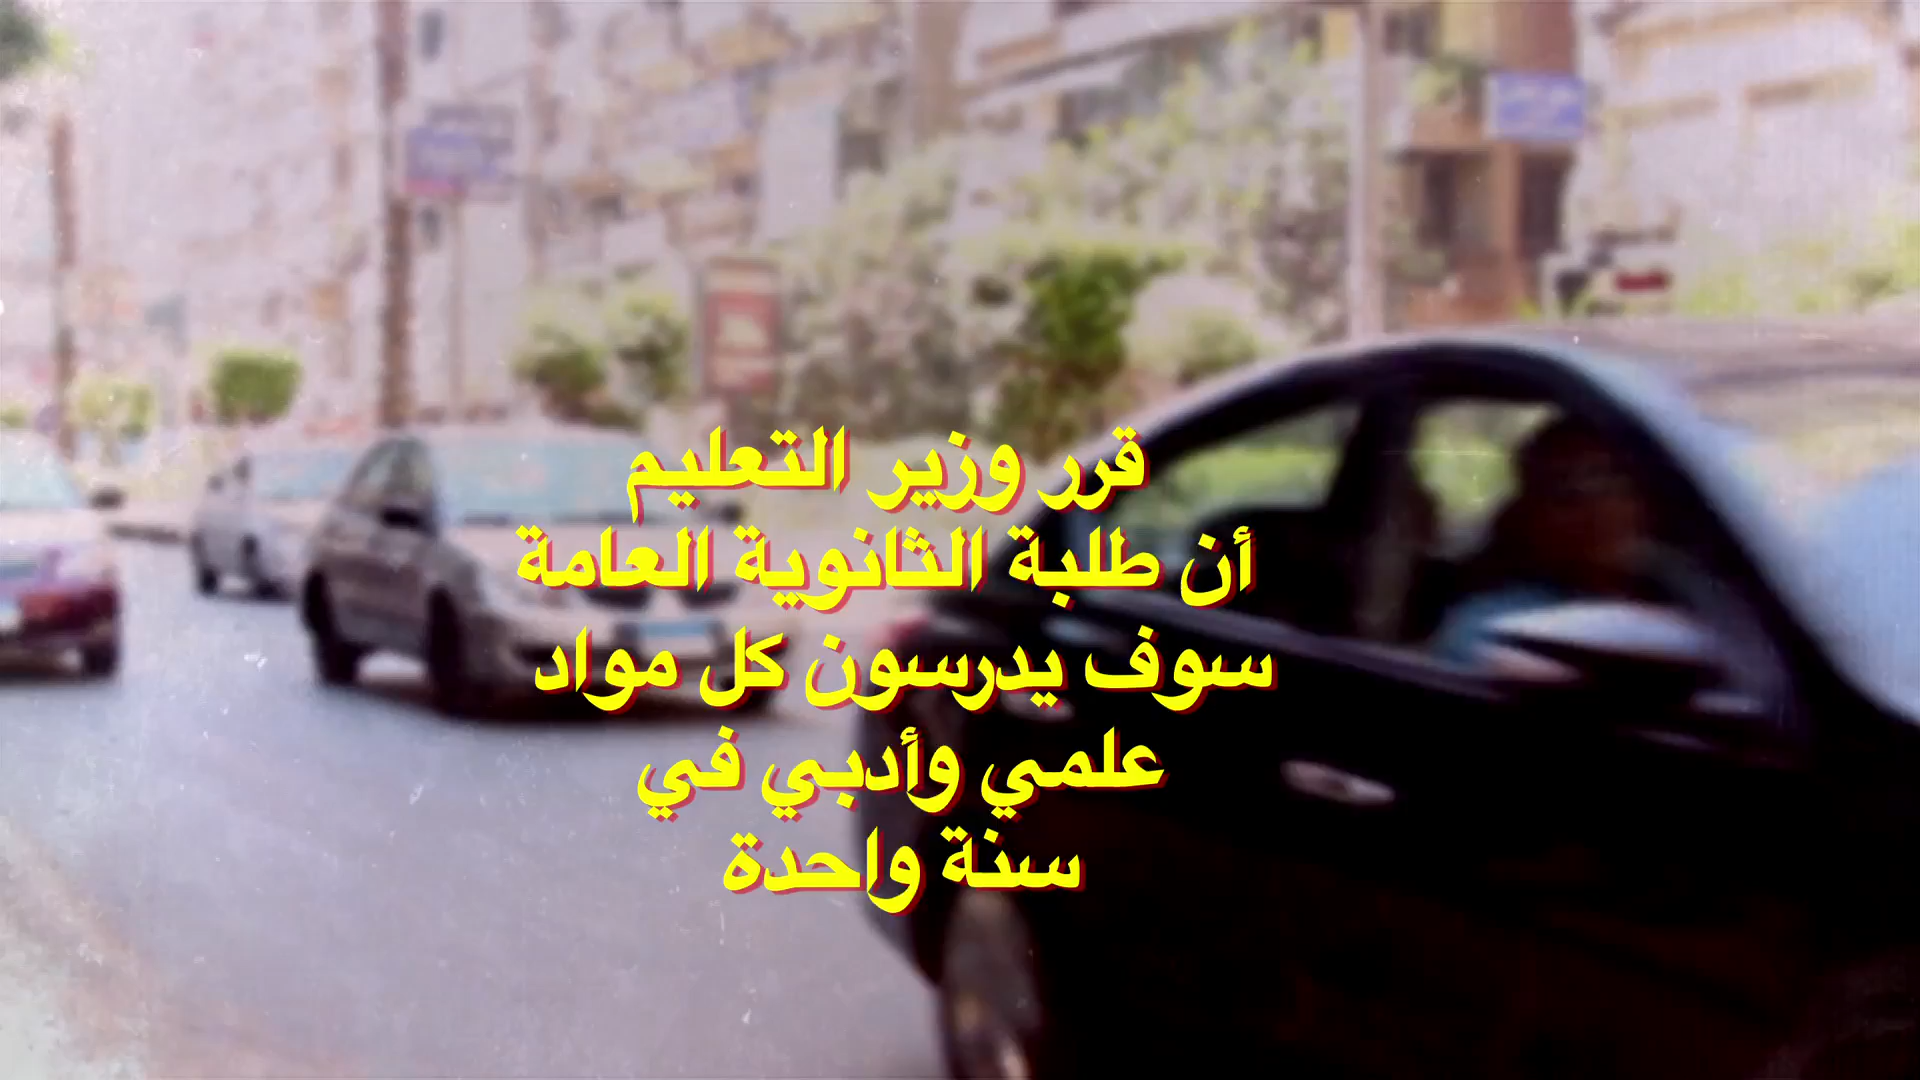 قرر وزير التعليم
أن طلبة الثانوية العامة
سوف يدرسون كل مواد
علمي وأدبي في
سنة واحدة